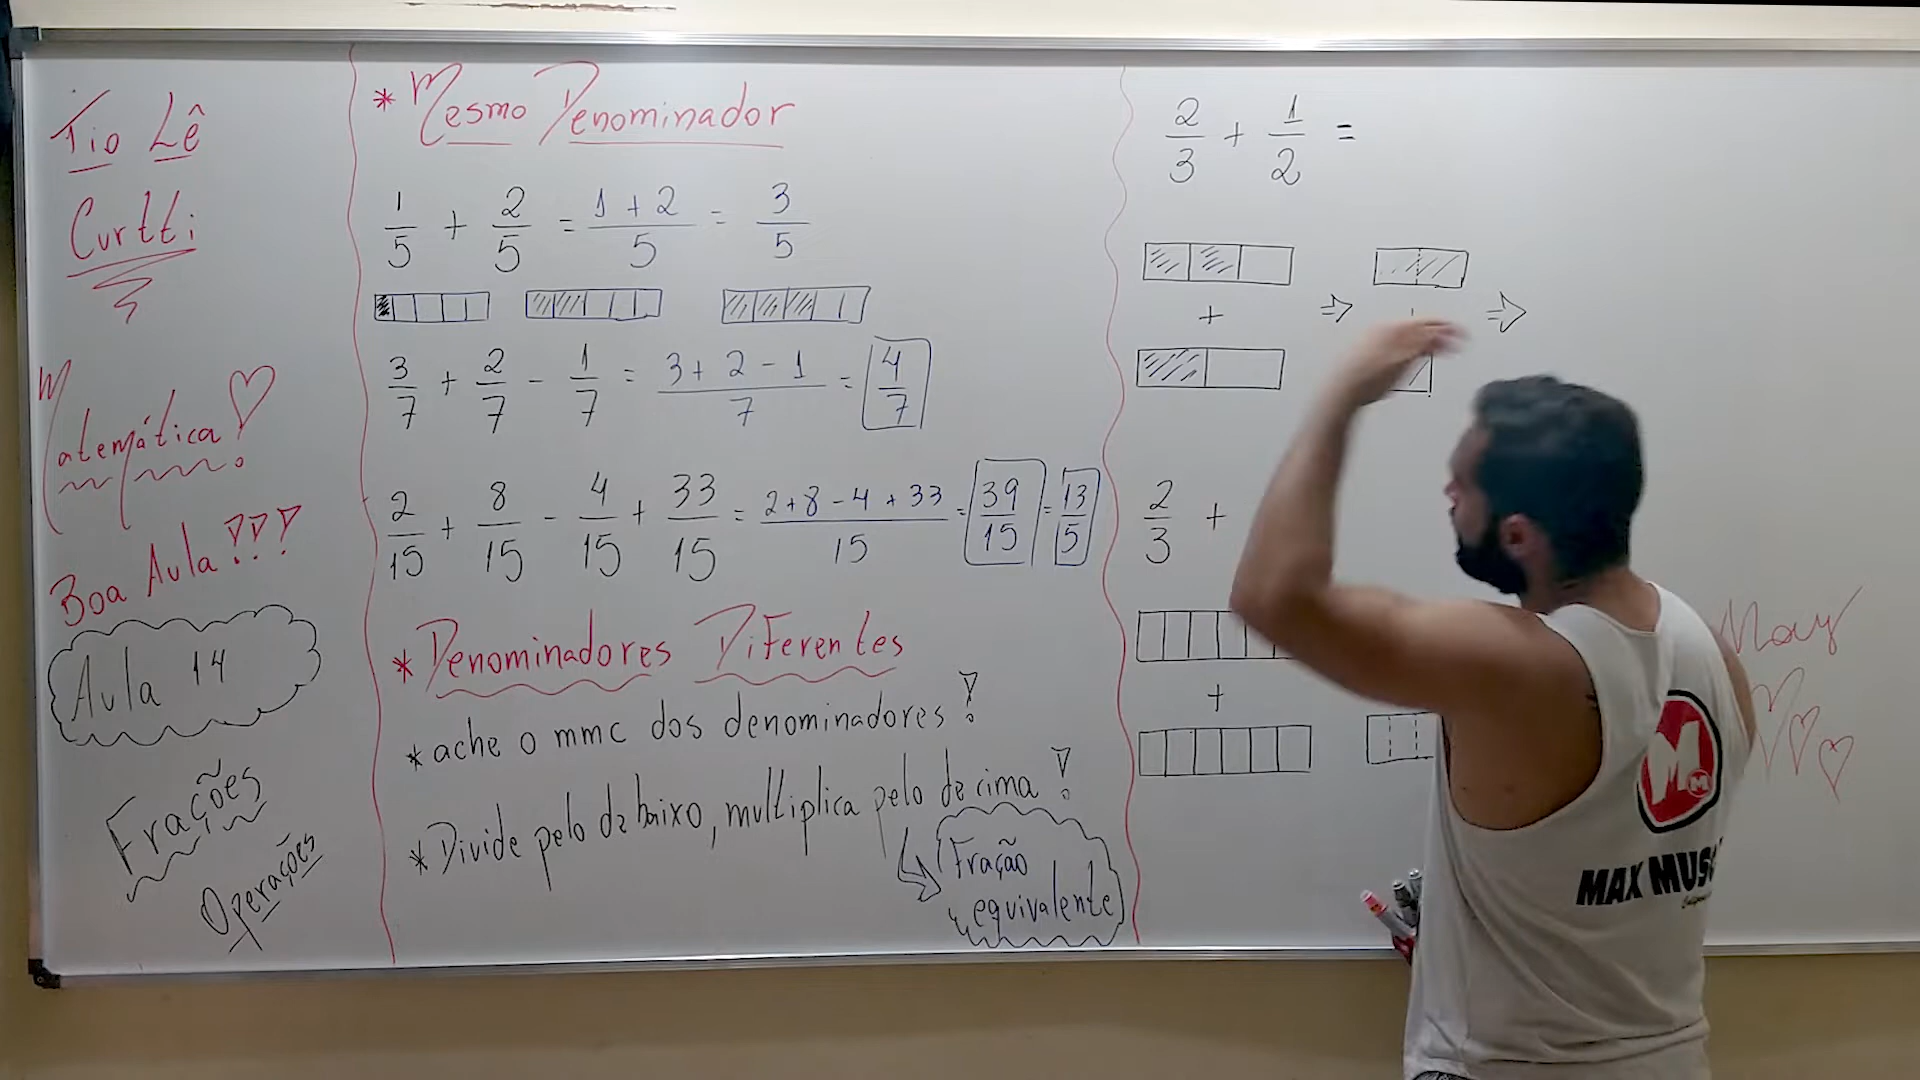 Tio Lê
Curtti
Matemática ♡
Boa Aula!!!
Aula 14
Frações
Operações
* Mesmo Denominador
1/5 + 2/5 = 1 + 2/5 = 3/5
3/7 + 2/7 - 1/7 = 3 + 2 - 1/7 = 4/7
2/15 + 8/15 - 4/15 + 33/15 = 2+8-4+33/15 = 39/15 = 13/5
* Denominadores Diferentes
* ache o mmc dos denominadores!
* Divide pelo de baixo, multiplica pelo de cima!
Fração
equivalente
2/3 + 1/2 =
+ ⇒ ⇒
2/3 +
+
May
MAX MUSC